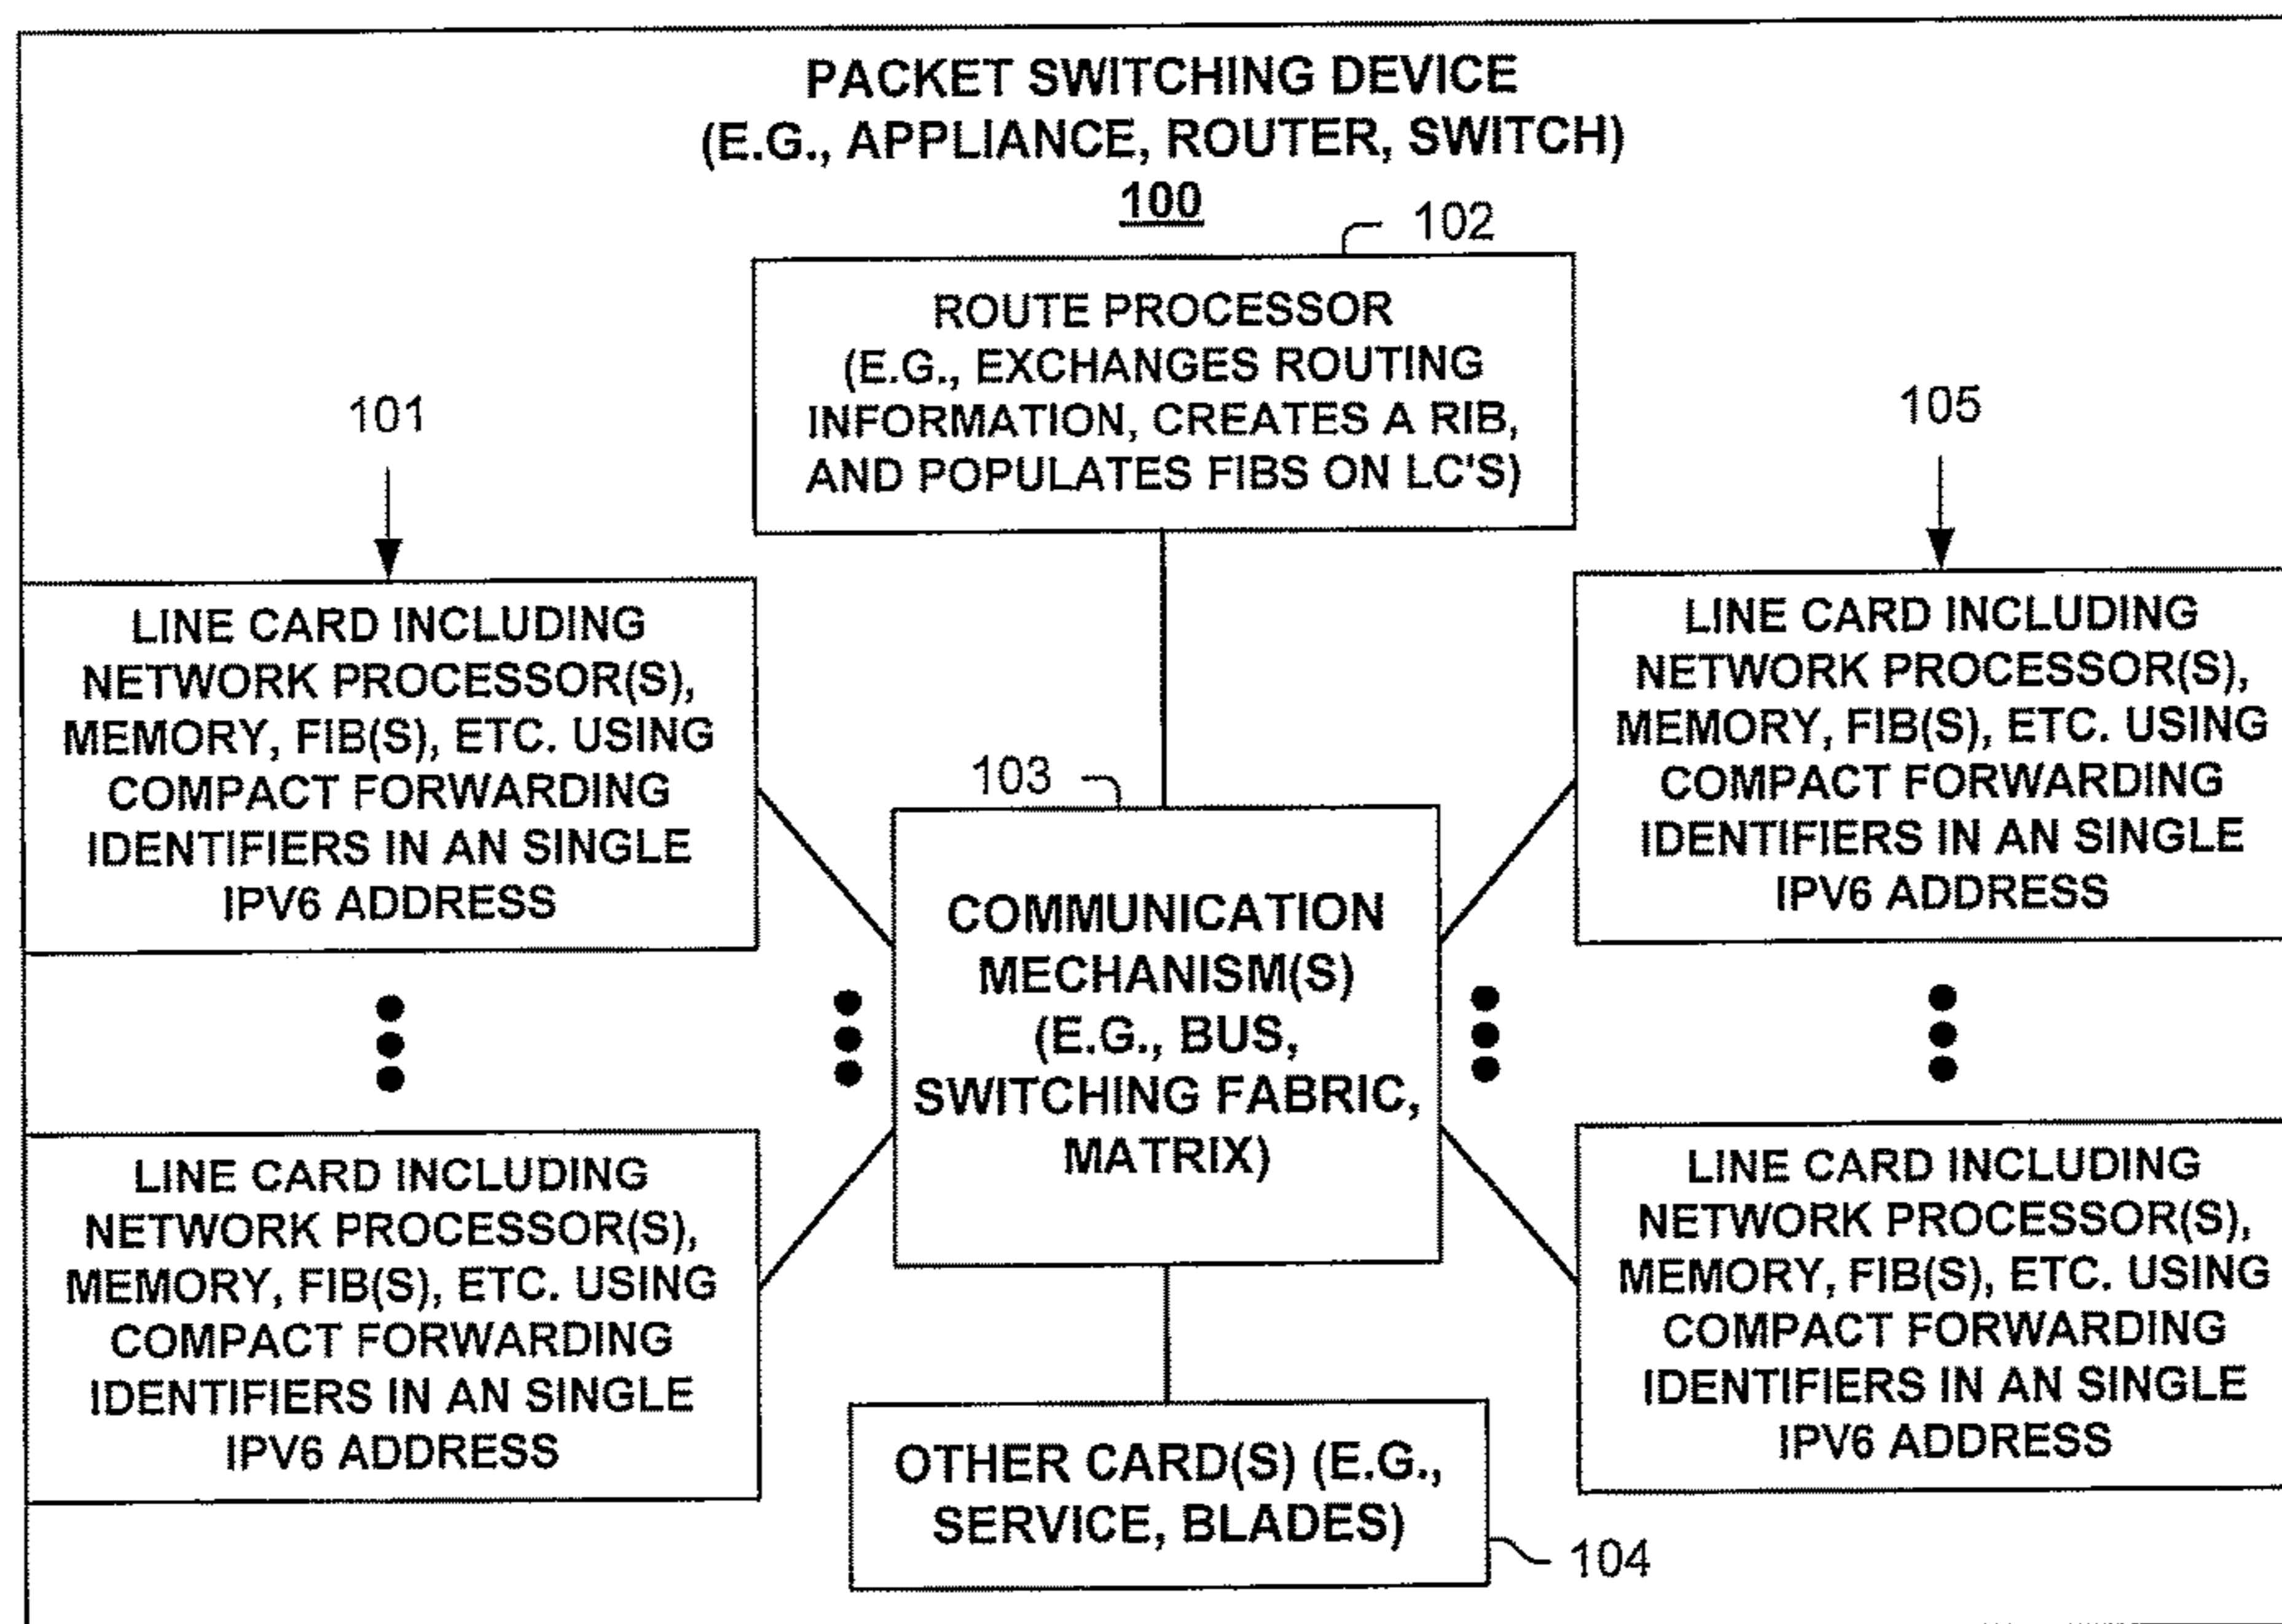 PACKET SWITCHING DEVICE
(E.G., APPLIANCE, ROUTER, SWITCH)
100
102
ROUTE PROCESSOR
(E.G., EXCHANGES ROUTING
INFORMATION, CREATES A RIB,
AND POPULATES FIBS ON LC'S)
101
LINE CARD INCLUDING
NETWORK PROCESSOR(S),
MEMORY, FIB(S), ETC. USING
COMPACT FORWARDING
IDENTIFIERS IN AN SINGLE
IPV6 ADDRESS
105
LINE CARD INCLUDING
NETWORK PROCESSOR(S),
MEMORY, FIB(S), ETC. USING
COMPACT FORWARDING
IDENTIFIERS IN AN SINGLE
IPV6 ADDRESS
103
COMMUNICATION
MECHANISM(S)
(E.G., BUS,
SWITCHING FABRIC,
MATRIX)
LINE CARD INCLUDING
NETWORK PROCESSOR(S),
MEMORY, FIB(S), ETC. USING
COMPACT FORWARDING
IDENTIFIERS IN AN SINGLE
IPV6 ADDRESS
LINE CARD INCLUDING
NETWORK PROCESSOR(S),
MEMORY, FIB(S), ETC. USING
COMPACT FORWARDING
IDENTIFIERS IN AN SINGLE
IPV6 ADDRESS
OTHER CARD(S) (E.G.,
SERVICE, BLADES)
104